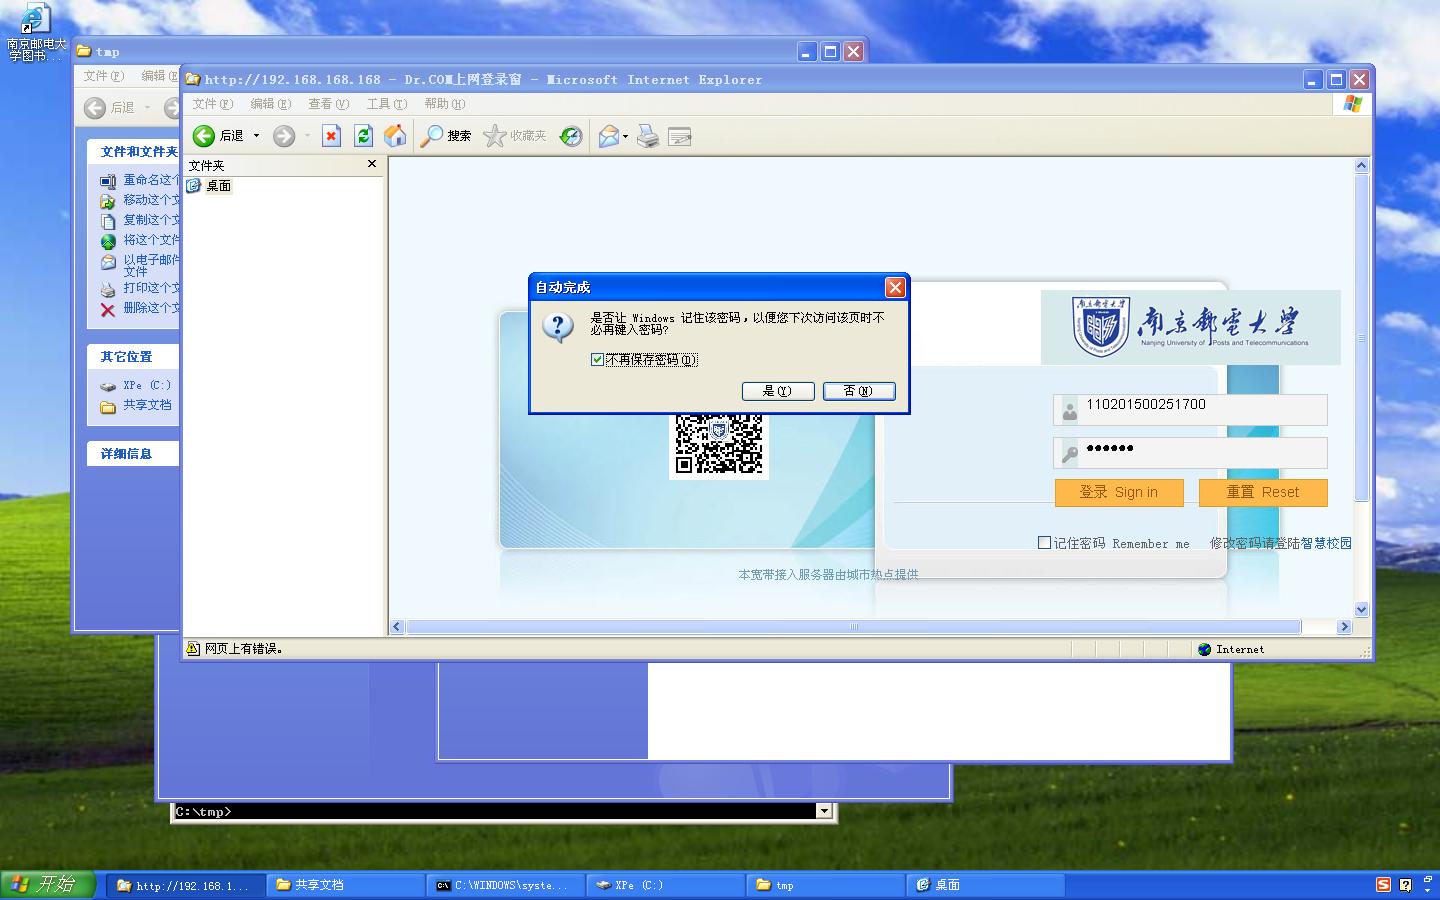 南京邮电大
学图书...
tmp
文件(F) 编辑(E)
后退
文件和文件夹
重命名这个
移动这个文
复制这个文
将这个文件
以电子邮件
文件
打印这个文
删除这个文
其它位置
XPe (C:)
共享文档
详细信息
http://192.168.168.168 - Dr.COM上网登录窗 - Microsoft Internet Explorer
文件(F) 编辑(E) 查看(V) 工具(T) 帮助(H)
后退 搜索 收藏夹
文件夹
桌面
自动完成
是否让 Windows 记住该密码，以便您下次访问该页时不
必再键入密码?
不再保存密码(D)
是(Y) 否(N)
南京邮电大学
Nanjing University of Posts and Telecommunications
110201500251700
••••••
登录 Sign in 重置 Reset
记住密码 Remember me 修改密码请登陆智慧校园
本宽带接入服务器由城市热点提供
网页上有错误。
Internet
C:\tmp>
开始
http://192.168.1...
共享文档
C:\WINDOWS\syste...
XPe (C:)
tmp
桌面